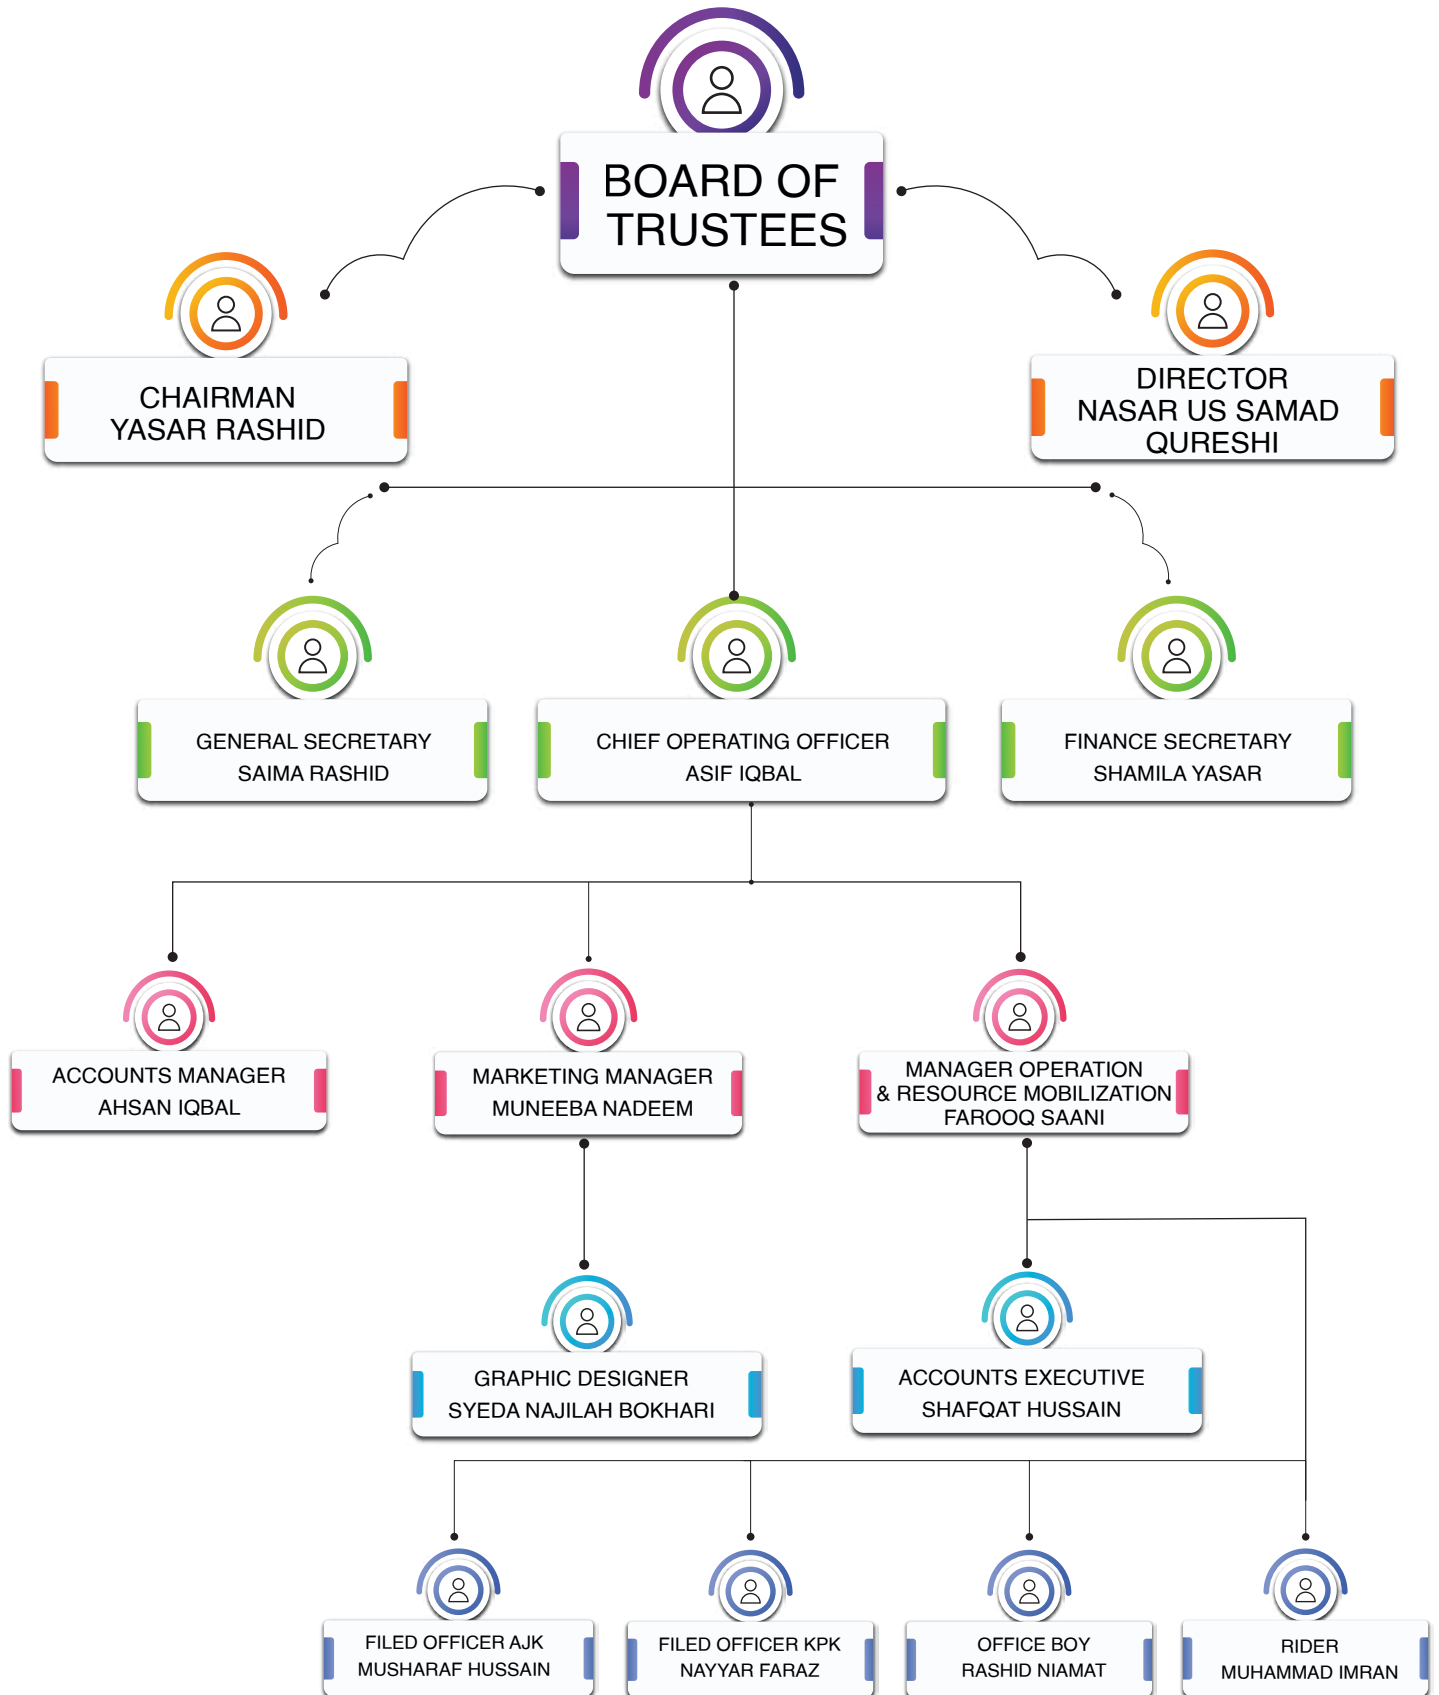 BOARD OF
TRUSTEES
CHAIRMAN
YASAR RASHID
DIRECTOR
NASAR US SAMAD
QURESHI
GENERAL SECRETARY
SAIMA RASHID
CHIEF OPERATING OFFICER
ASIF IQBAL
FINANCE SECRETARY
SHAMILA YASAR
ACCOUNTS MANAGER
AHSAN IQBAL
MARKETING MANAGER
MUNEEBA NADEEM
MANAGER OPERATION
& RESOURCE MOBILIZATION
FAROOQ SAANI
GRAPHIC DESIGNER
SYEDA NAJILAH BOKHARI
ACCOUNTS EXECUTIVE
SHAFQAT HUSSAIN
FILED OFFICER AJK
MUSHARAF HUSSAIN
FILED OFFICER KPK
NAYYAR FARAZ
OFFICE BOY
RASHID NIAMAT
RIDER
MUHAMMAD IMRAN